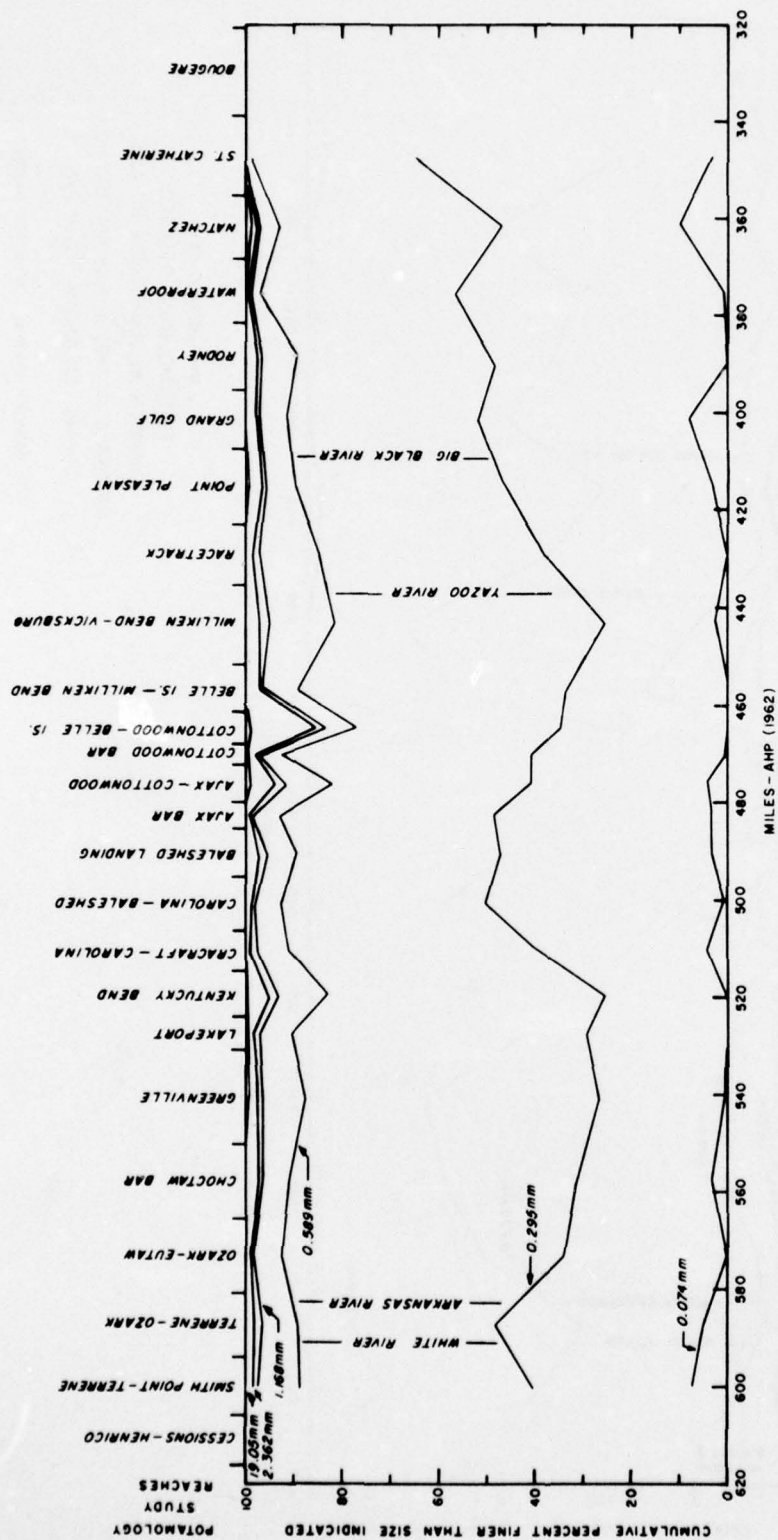 POTAMOLOGY
STUDY
REACHES
CESSIONS-HENRICO
SMITH POINT-TERRENE
TERRENE-OZARK
OZARK-EUTAW
CHOCTAW BAR
GREENVILLE
LAKEPORT
KENTUCKY BEND
CRACRAFT-CAROLINA
CAROLINA-BALESHED
BALESHED LANDING
AJAX BAR
AJAX-COTTONWOOD
COTTONWOOD BAR
COTTONWOOD-BELLE IS.
BELLE IS.-MILLIKEN BEND
MILLIKEN BEND-VICKSBURG
RACETRACK
POINT PLEASANT
GRAND GULF
RODNEY
WATERPROOF
NATCHEZ
ST. CATHERINE
BOUGERE
CUMULATIVE PERCENT FINER THAN SIZE INDICATED
100
80
60
40
20
0
19.05mm
2.362mm
1.168mm
0.589mm
0.295mm
0.074mm
WHITE RIVER
ARKANSAS RIVER
YAZOO RIVER
BIG BLACK RIVER
620
600
580
560
540
520
500
480
460
440
420
400
380
360
340
320
MILES-AHP (1962)